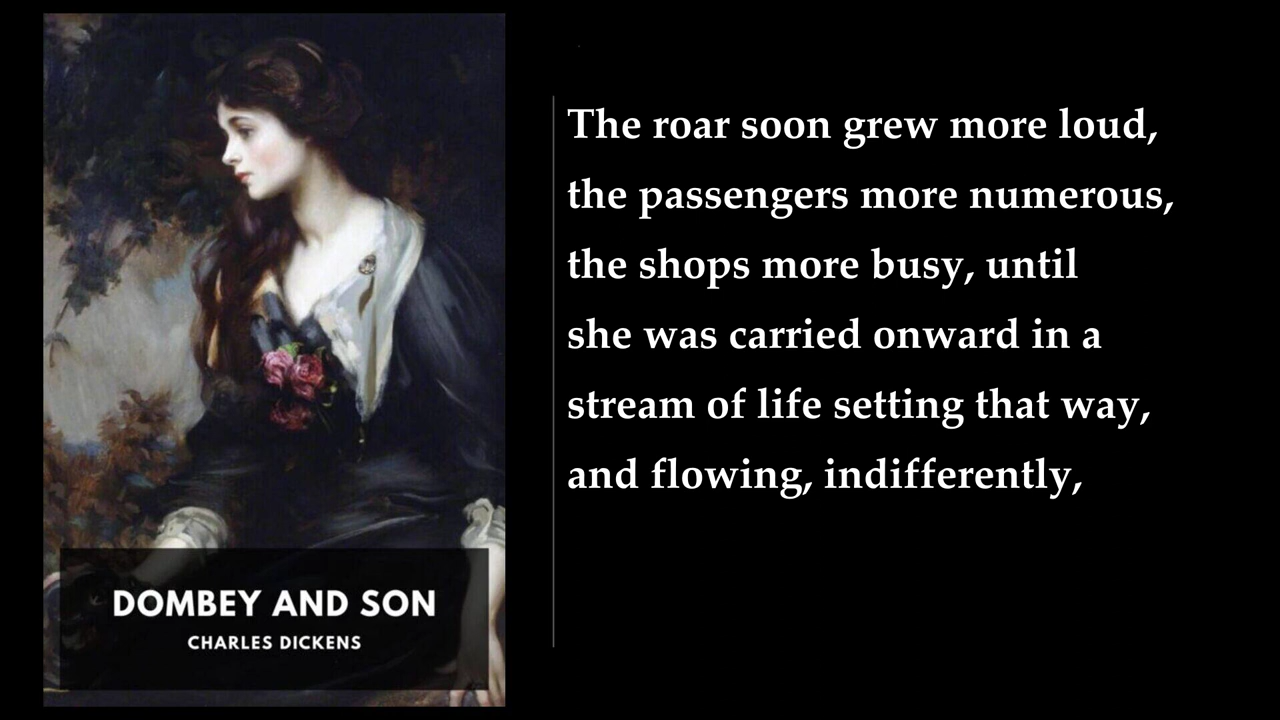 The roar soon grew more loud,
the passengers more numerous,
the shops more busy, until
she was carried onward in a
stream of life setting that way,
and flowing, indifferently,
DOMBEY AND SON
CHARLES DICKENS